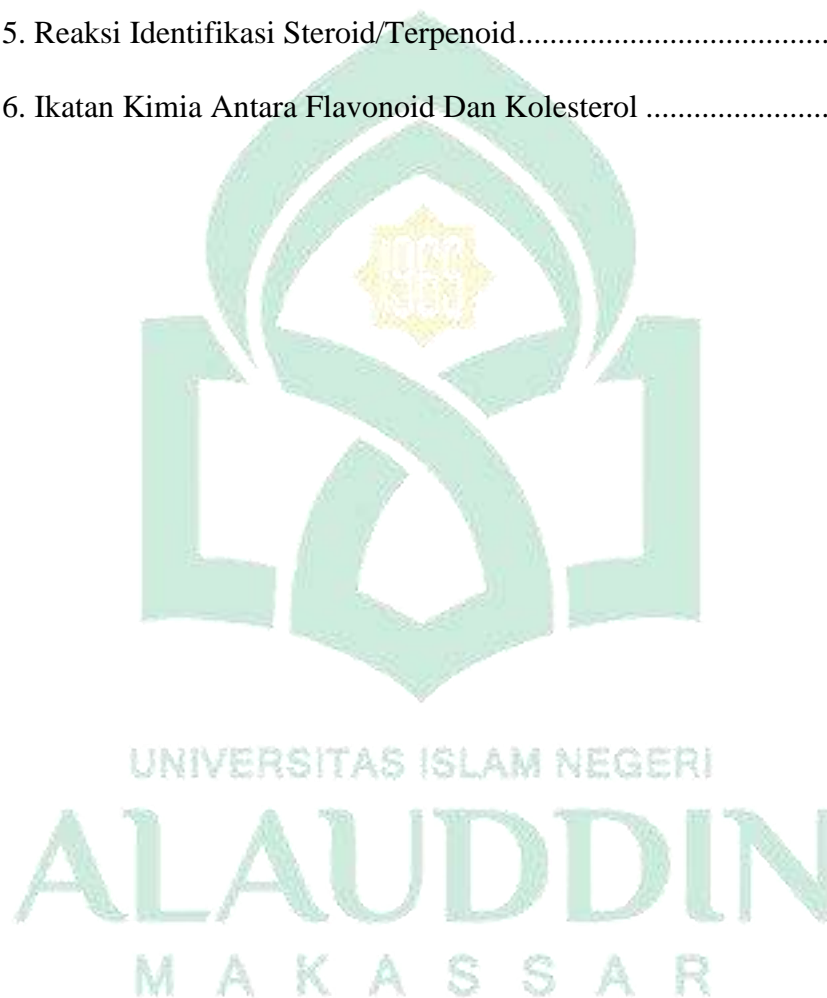 5. Reaksi Identifikasi Steroid/Terpenoid.......................................
6. Ikatan Kimia Antara Flavonoid Dan Kolesterol .......................
UNIVERSITAS ISLAM NEGERI
ALAUDDIN
M A K A S S A R